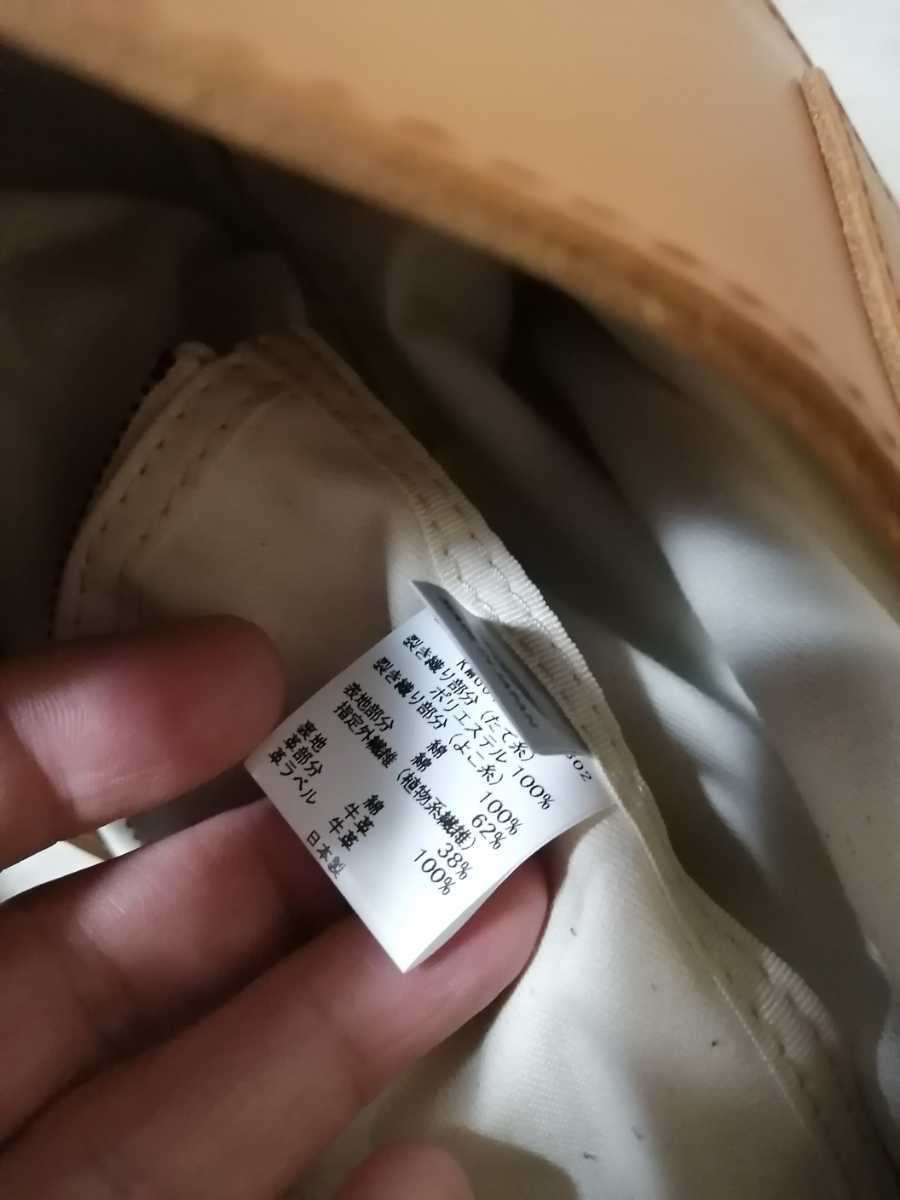 裂き織り部分（たて糸）
ポリエステル 100%
裂き織り部分（よこ糸）
綿 100%
表地部分 綿 62%
指定外繊維（植物系繊維）
38%
裏地 綿 100%
革部分 牛革
革ラベル 牛革
日本製